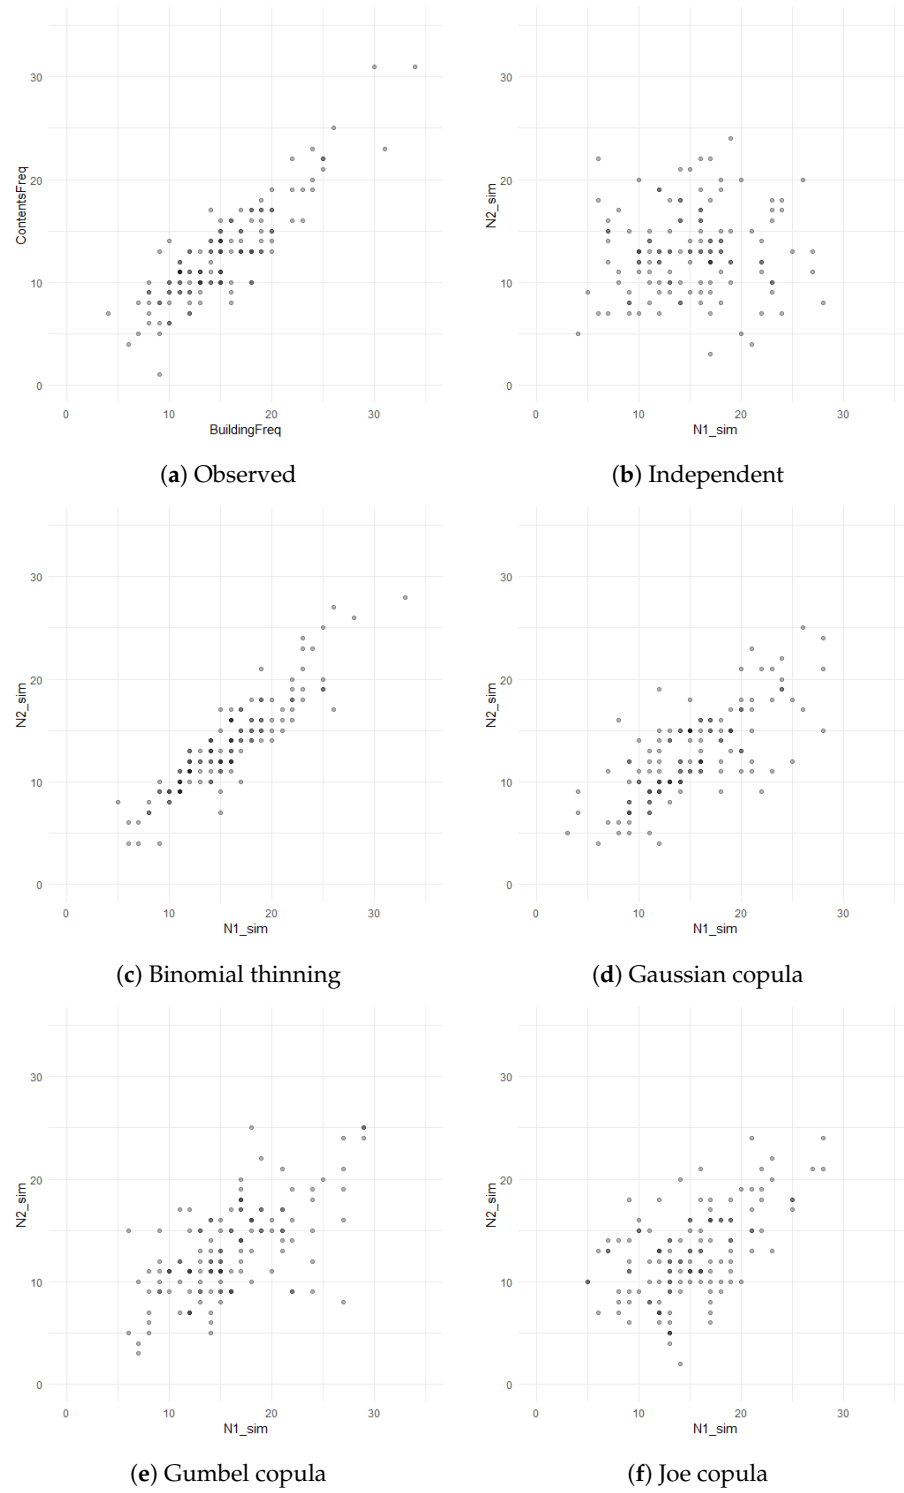 30
20
10
0
ContentsFreq
0 10 20 30
BuildingFreq
(a) Observed
30
20
10
0
N2_sim
0 10 20 30
N1_sim
(b) Independent
30
20
10
0
N2_sim
0 10 20 30
N1_sim
(c) Binomial thinning
30
20
10
0
N2_sim
0 10 20 30
N1_sim
(d) Gaussian copula
30
20
10
0
N2_sim
0 10 20 30
N1_sim
(e) Gumbel copula
30
20
10
0
N2_sim
0 10 20 30
N1_sim
(f) Joe copula